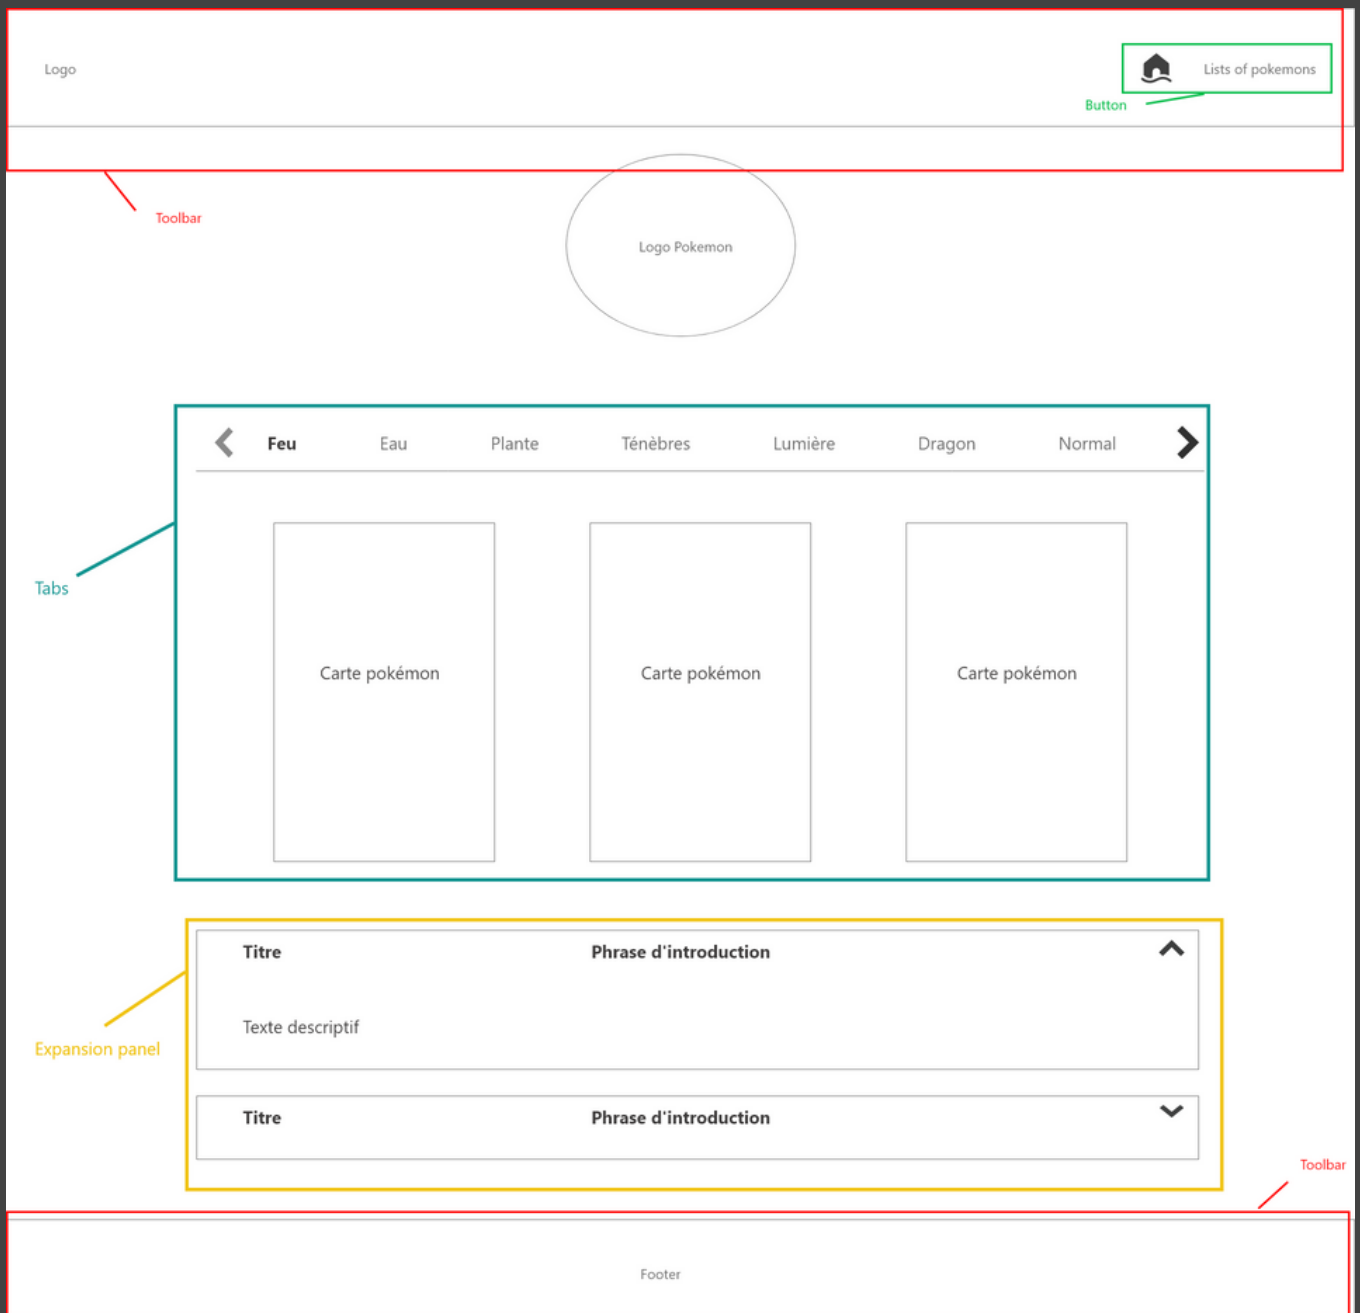 Logo
Lists of pokemons
Button
Toolbar
Logo Pokemon
Feu Eau Plante Ténèbres Lumière Dragon Normal
Tabs
Carte pokémon Carte pokémon Carte pokémon
Titre Phrase d'introduction
Texte descriptif
Expansion panel
Titre Phrase d'introduction
Toolbar
Footer